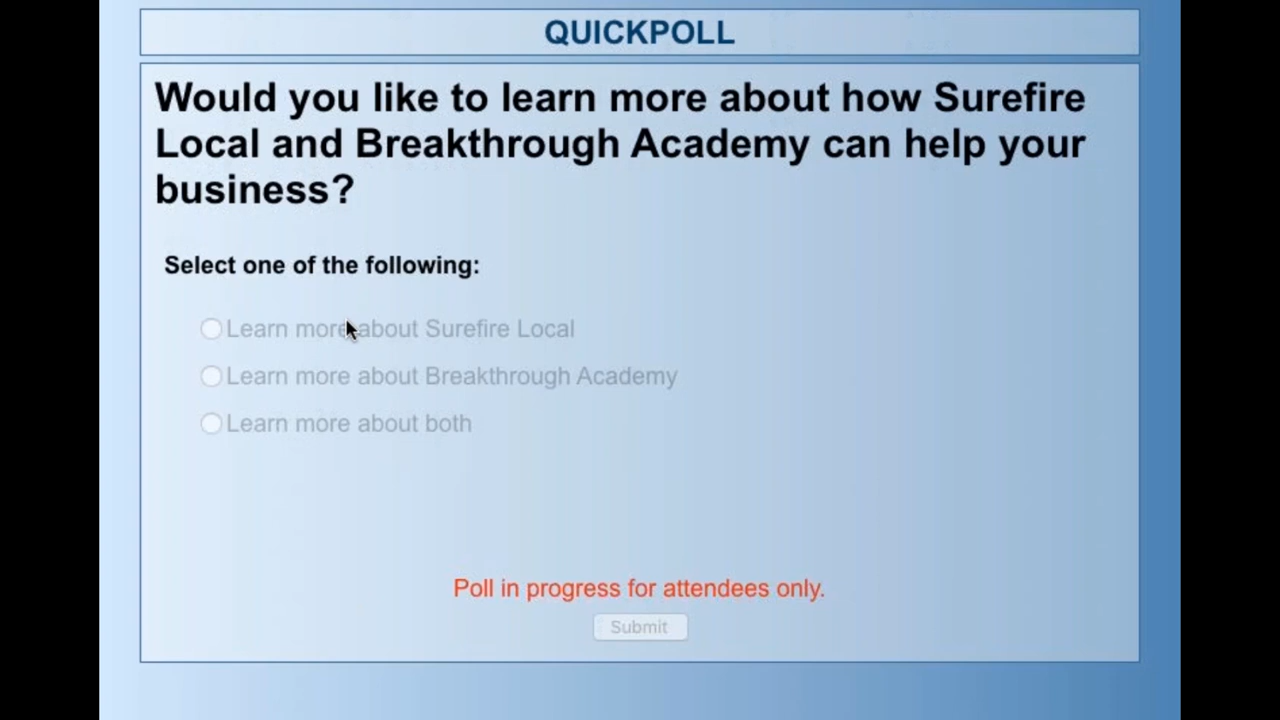 QUICKPOLL
Would you like to learn more about how Surefire
Local and Breakthrough Academy can help your
business?
Select one of the following:
Learn more about Surefire Local
Learn more about Breakthrough Academy
Learn more about both
Poll in progress for attendees only.
Submit